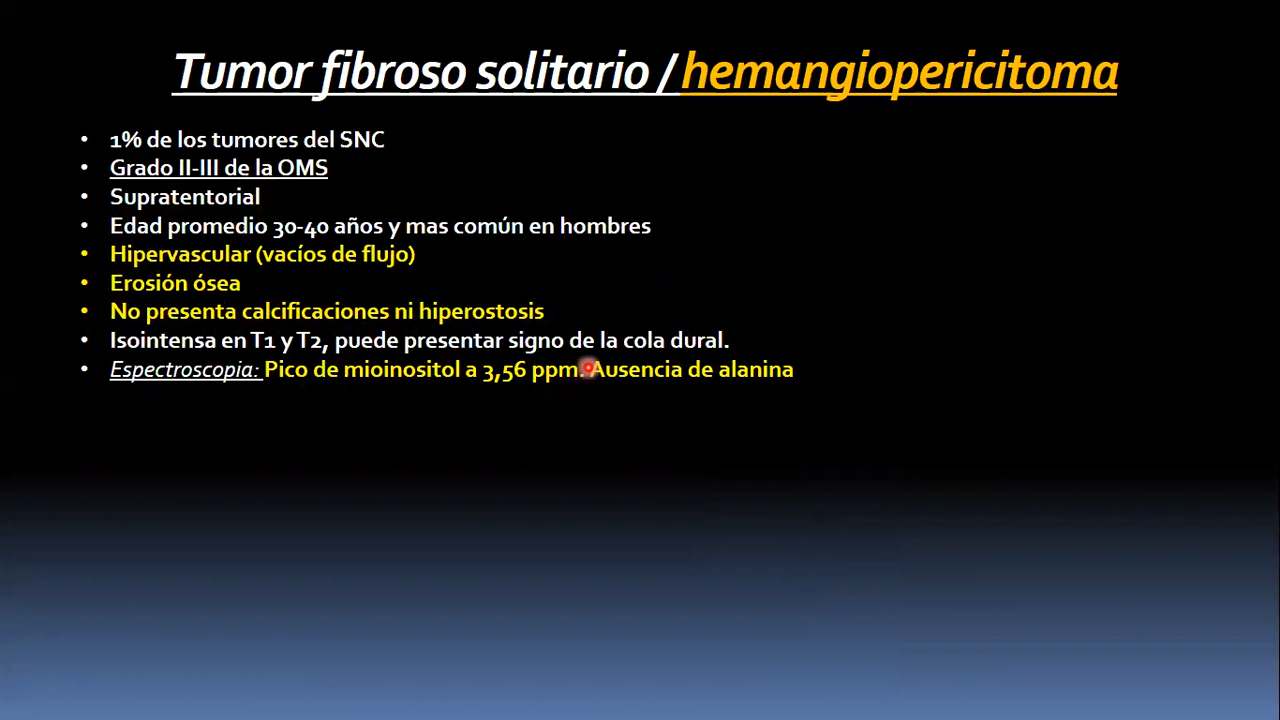 Tumor fibroso solitario / hemangiopericitoma
• 1% de los tumores del SNC
• Grado II-III de la OMS
• Supratentorial
• Edad promedio 30-40 años y mas común en hombres
• Hipervascular (vacíos de flujo)
• Erosión ósea
• No presenta calcificaciones ni hiperostosis
• Isointensa en T1 y T2, puede presentar signo de la cola dural.
• Espectroscopia: Pico de mioinositol a 3,56 ppm. Ausencia de alanina